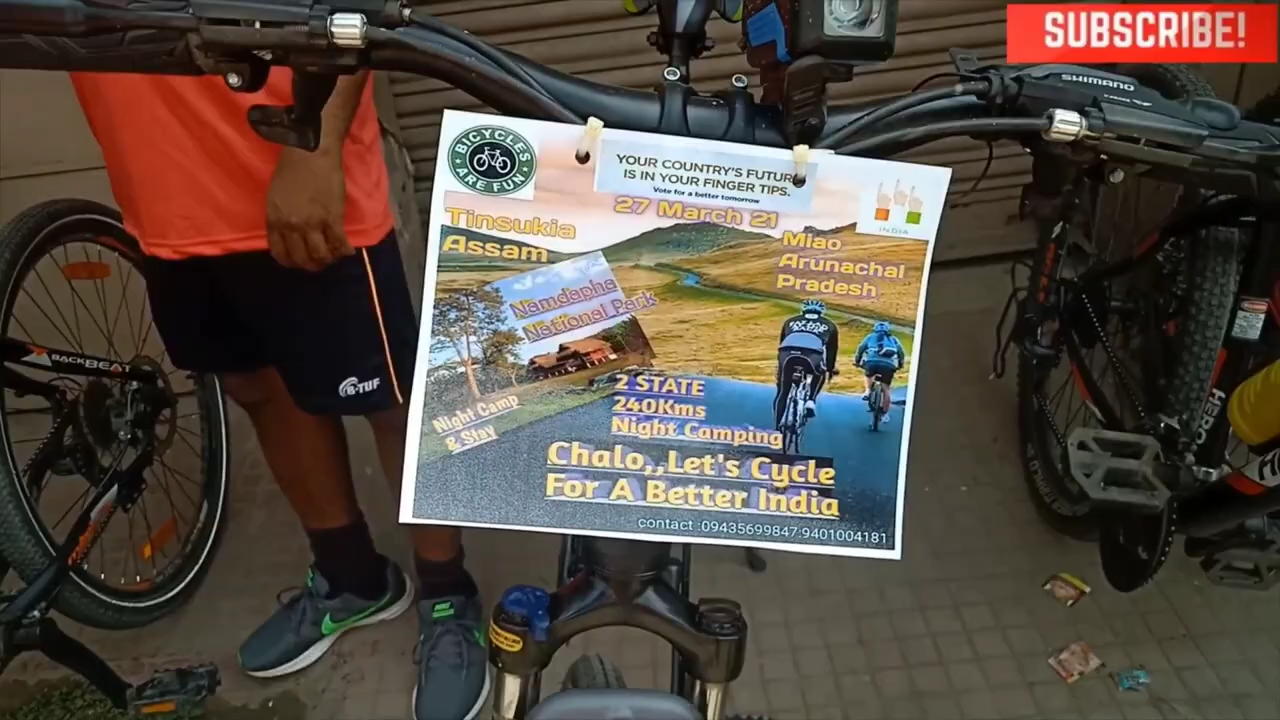 SUBSCRIBE!
SHIMANO
BICYCLES
ARE FUN
YOUR COUNTRY'S FUTUR
IS IN YOUR FINGER TIPS.
Vote for a better tomorrow
27 March 21
INDIA
Tinsukia
Assam
Miao
Arunachal
Pradesh
Namdapha
National Park
2 STATE
240Kms
Night Camping
Night Camp
& Stay
Chalo,,Let's Cycle
For A Better India
contact :09435699847:9401004181
BACKBEAT
B-TUF
HERO